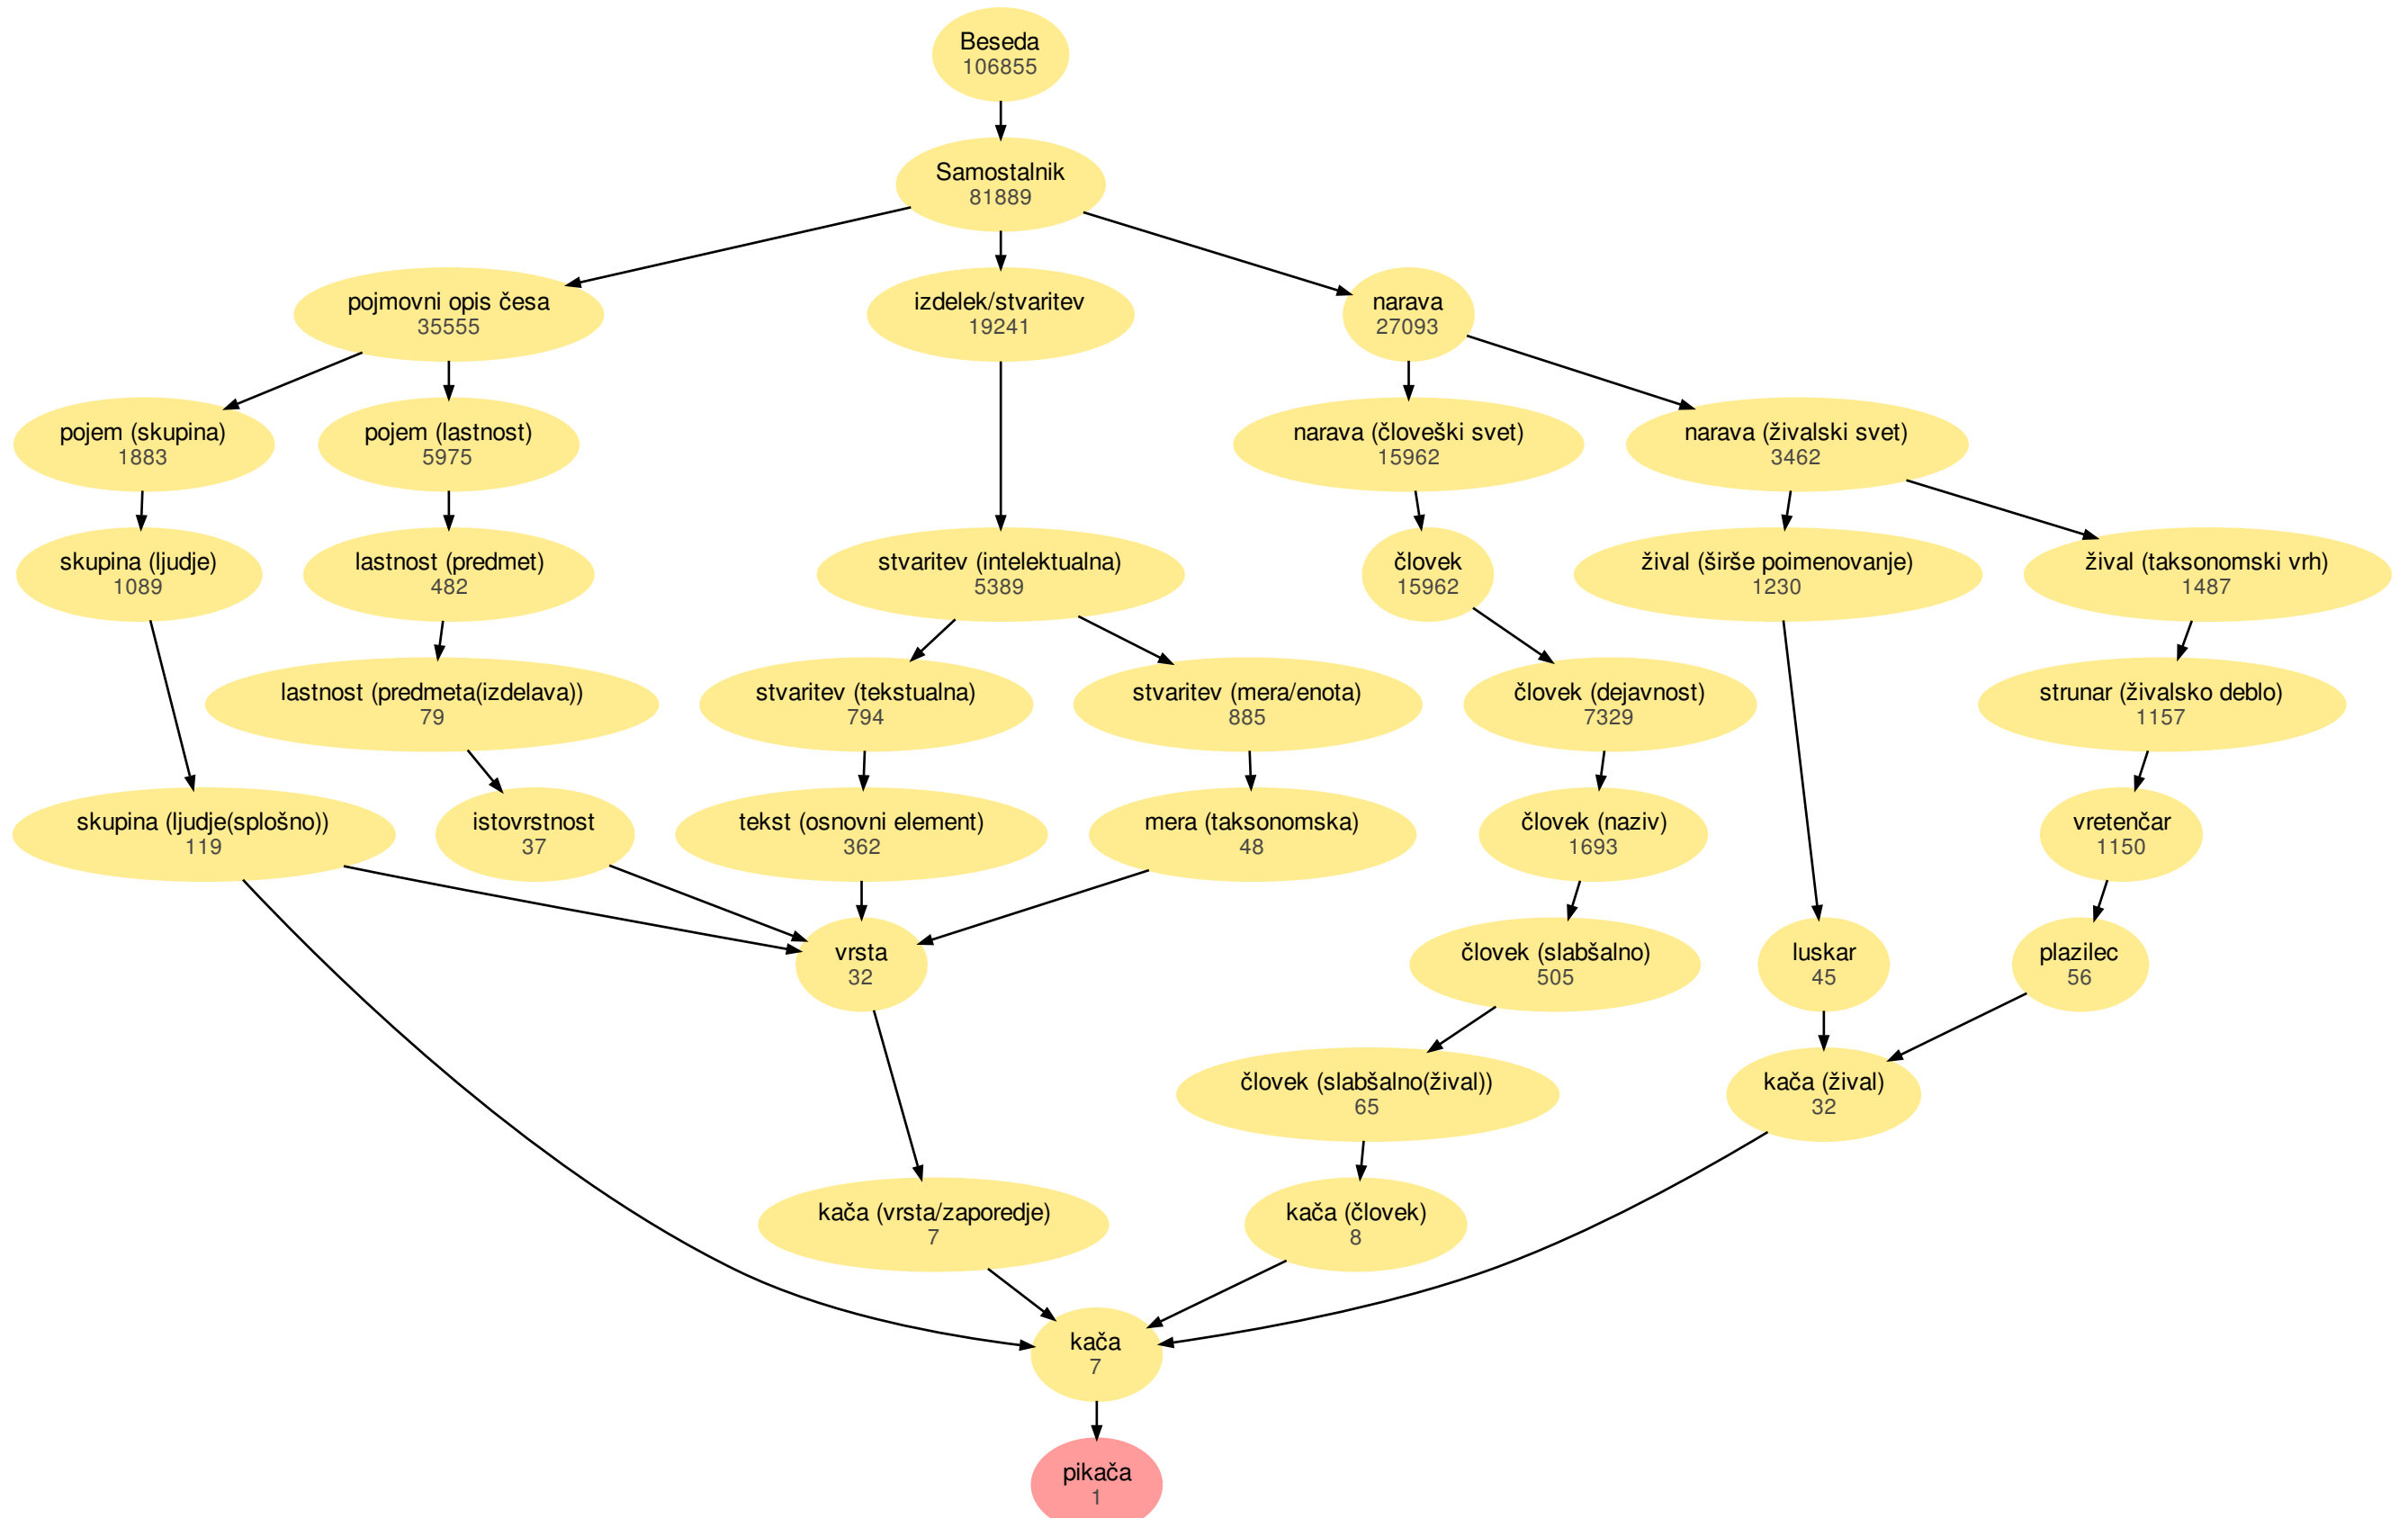 Beseda
106855
Samostalnik
81889
pojmovni opis česa
35555
izdelek/stvaritev
19241
narava
27093
pojem (skupina)
1883
pojem (lastnost)
5975
narava (človeški svet)
15962
narava (živalski svet)
3462
skupina (ljudje)
1089
lastnost (predmet)
482
stvaritev (intelektualna)
5389
človek
15962
žival (širše poimenovanje)
1230
žival (taksonomski vrh)
1487
lastnost (predmeta(izdelava))
79
stvaritev (tekstualna)
794
stvaritev (mera/enota)
885
človek (dejavnost)
7329
strunar (živalsko deblo)
1157
skupina (ljudje(splošno))
119
istovrstnost
37
tekst (osnovni element)
362
mera (taksonomska)
48
človek (naziv)
1693
vretenčar
1150
vrsta
32
človek (slabšalno)
505
luskar
45
plazilec
56
človek (slabšalno(žival))
65
kača (žival)
32
kača (vrsta/zaporedje)
7
kača (človek)
8
kača
7
pikača
1